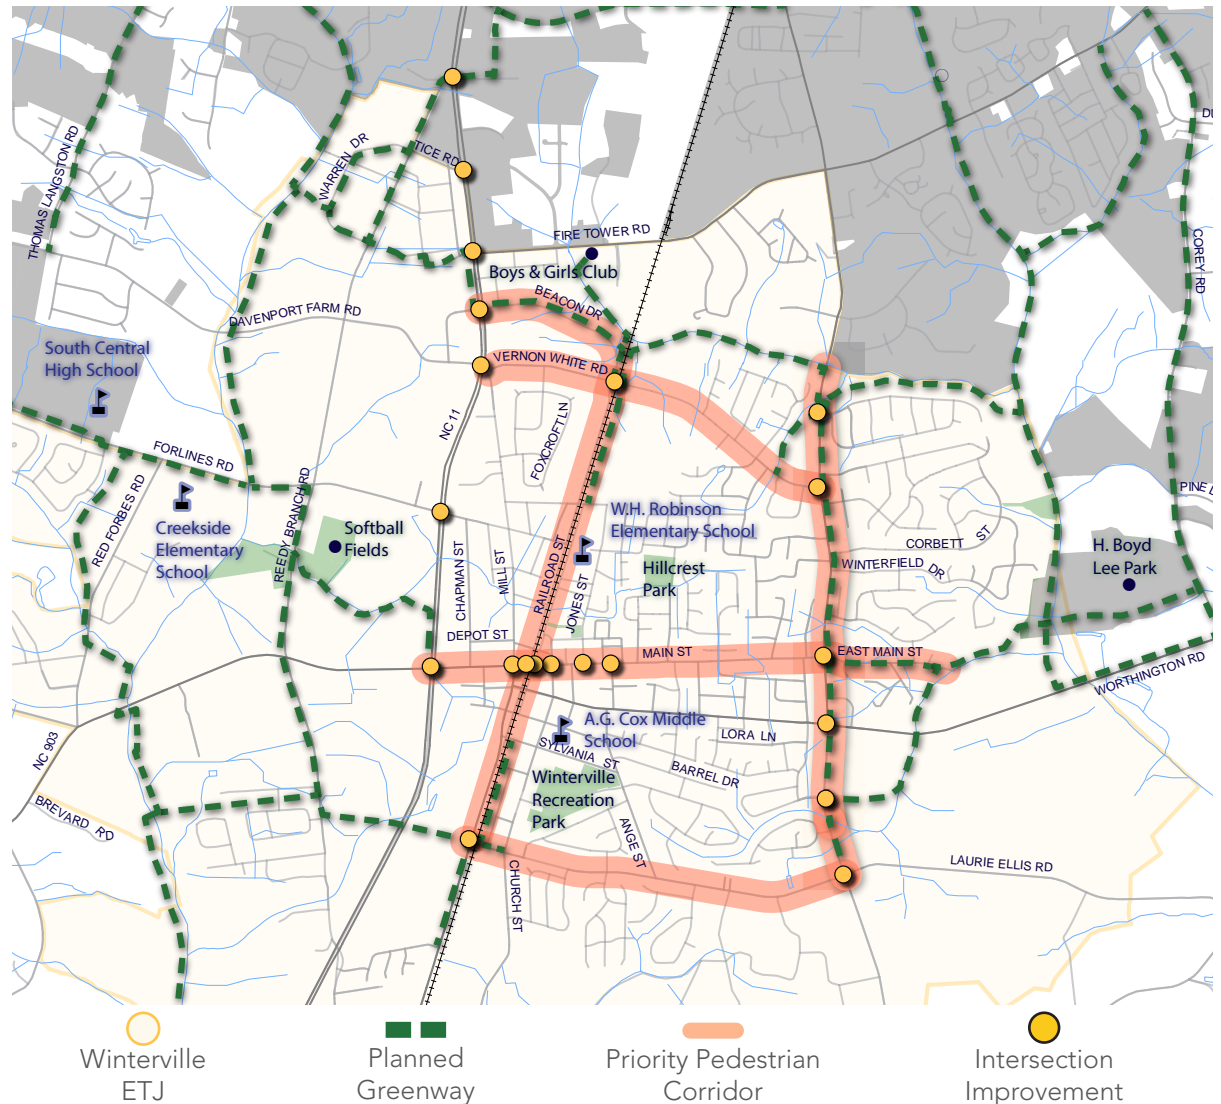 THOMAS LANGSTON RD
WARREN DR
TICE RD
FIRE TOWER RD
Boys & Girls Club
BEACON DR
COREY RD
DAVENPORT FARM RD
South Central
High School
VERNON WHITE RD
NC 11
FOXCROFT LN
FORLINES RD
RED FORBES RD
REEDY BRANCH RD
Creekside
Elementary
School
Softball
Fields
W.H. Robinson
Elementary School
PINE
CORBETT ST
WINTERFIELD DR
H. Boyd
Lee Park
Hillcrest
Park
CHAPMAN ST
MILL ST
RAILROAD ST
JONES ST
DEPOT ST
MAIN ST
EAST MAIN ST
WORTHINGTON RD
A.G. Cox Middle
School
LORA LN
SYLVANIA ST
BARREL DR
NC 903
Winterville
Recreation
Park
BREVARD RD
ANGE ST
CHURCH ST
LAURIE ELLIS RD
Winterville
ETJ
Planned
Greenway
Priority Pedestrian
Corridor
Intersection
Improvement